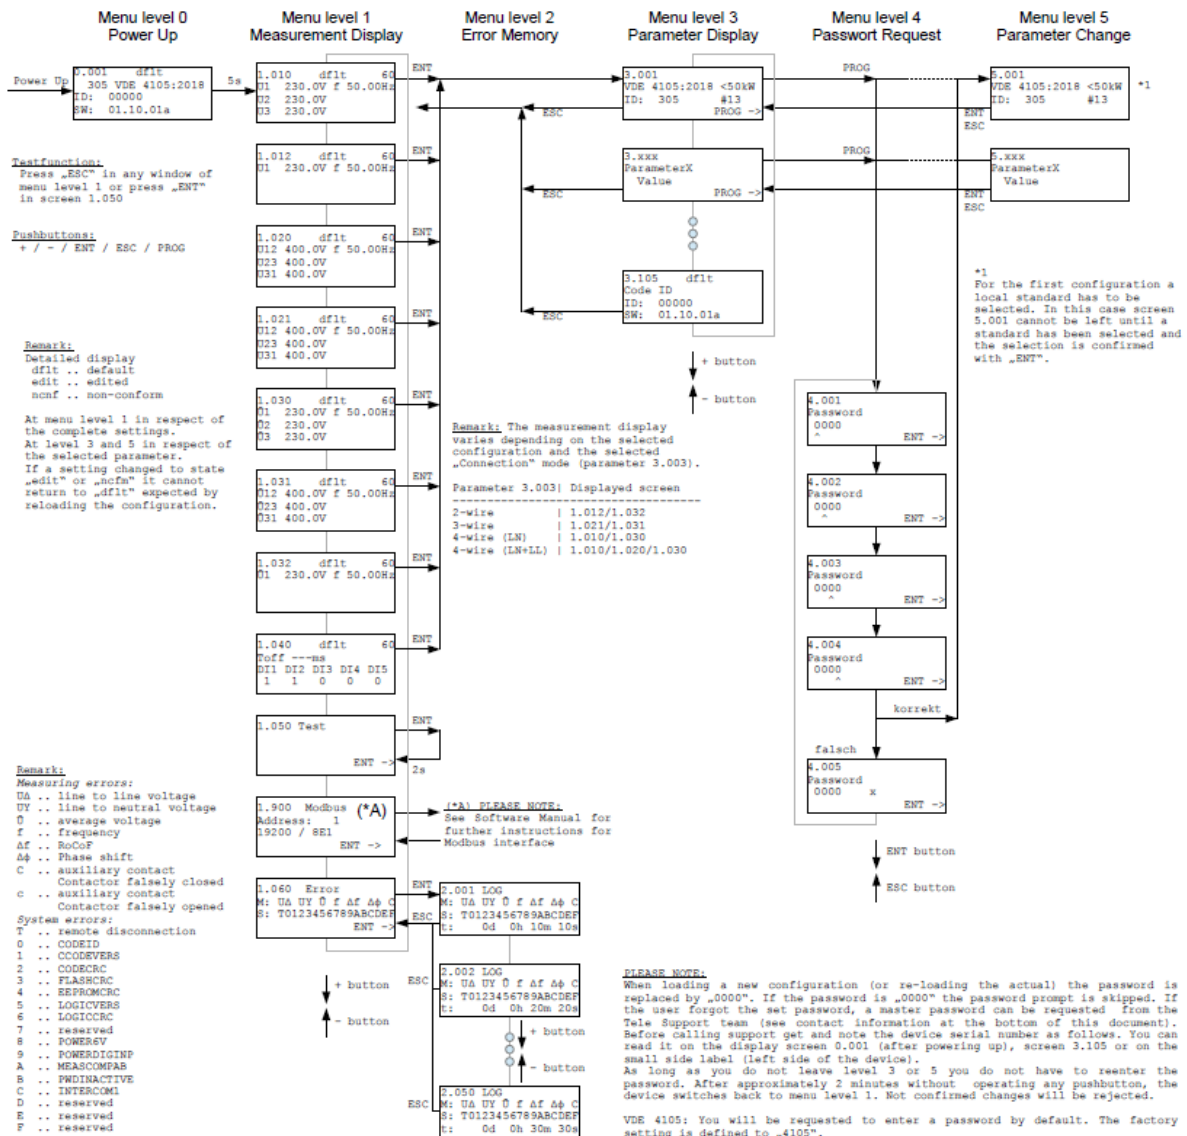 Menu level 0
Power Up
Menu level 1
Measurement Display
Menu level 2
Error Memory
Menu level 3
Parameter Display
Menu level 4
Passwort Request
Menu level 5
Parameter Change
Power Up
0.001 dflt
305 VDE 4105:2018
ID: 00000
SW: 01.10.01a
5s
1.010 dflt 60
U1 230.0V f 50.00Hz
U2 230.0V
U3 230.0V
ENT
ESC
3.001
VDE 4105:2018 <50kW
ID: 305 #13
PROG ->
PROG
5.001
VDE 4105:2018 <50kW
ID: 305 #13
*1
ENT
ESC
Testfunction:
Press „ESC“ in any window of
menu level 1 or press „ENT“
in screen 1.050
Pushbuttons:
+ / - / ENT / ESC / PROG
1.012 dflt 60
U1 230.0V f 50.00Hz
ENT
ESC
3.xxx
ParameterX
Value
PROG ->
PROG
5.xxx
ParameterX
Value
ENT
ESC
1.020 dflt 60
U12 400.0V f 50.00Hz
U23 400.0V
U31 400.0V
ENT
3.105 dflt
Code ID
ID: 00000
SW: 01.10.01a
ESC
*1
For the first configuration a
local standard has to be
selected. In this case screen
5.001 cannot be left until a
standard has been selected and
the selection is confirmed
with „ENT“.
1.021 dflt 60
U12 400.0V f 50.00Hz
U23 400.0V
U31 400.0V
ENT
Remark:
Detailed display
dflt .. default
edit .. edited
ncnf .. non-conform
At menu level 1 in respect of
the complete settings.
At level 3 and 5 in respect of
the selected parameter.
If a setting changed to state
„edit“ or „ncfm“ it cannot
return to „dflt“ expected by
reloading the configuration.
+ button
- button
1.030 dflt 60
Û1 230.0V f 50.00Hz
Û2 230.0V
Û3 230.0V
ENT
Remark: The measurement display
varies depending on the selected
configuration and the selected
„Connection“ mode (parameter 3.003).
Parameter 3.003| Displayed screen
-----------------------------------
2-wire | 1.012/1.032
3-wire | 1.021/1.031
4-wire (LN) | 1.010/1.030
4-wire (LN+LL) | 1.010/1.020/1.030
4.001
Password
0000
^ ENT ->
1.031 dflt 60
Û12 400.0V f 50.00Hz
Û23 400.0V
Û31 400.0V
ENT
4.002
Password
0000
^ ENT ->
1.032 dflt 60
Û1 230.0V f 50.00Hz
ENT
4.003
Password
0000
^ ENT ->
1.040 dflt 60
Toff ---ms
DI1 DI2 DI3 DI4 DI5
1 1 0 0 0
ENT
4.004
Password
0000
^ ENT ->
korrekt
1.050 Test
ENT ->
ENT
2s
falsch
4.005
Password
0000 x
ENT ->
Remark:
Measuring errors:
UΔ .. line to line voltage
UY .. line to neutral voltage
Û .. average voltage
f .. frequency
Δf .. RoCoF
Δϕ .. Phase shift
C .. auxiliary contact
Contactor falsely closed
c .. auxiliary contact
Contactor falsely opened
System errors:
T .. remote disconnection
0 .. CODEID
1 .. CCODEVERS
2 .. CODECRC
3 .. FLASHCRC
4 .. EEPROMCRC
5 .. LOGICVERS
6 .. LOGICCRC
7 .. reserved
8 .. POWER6V
9 .. POWERDIGINP
A .. MEASCOMPAB
B .. PWDINACTIVE
C .. INTERCOM1
D .. reserved
E .. reserved
F .. reserved
1.900 Modbus (*A)
Address: 1
19200 / 8E1
ENT ->
(*A) PLEASE NOTE:
See Software Manual for
further instructions for
Modbus interface
ENT button
ESC button
1.060 Error
M: UΔ UY Û f Δf Δϕ C
S: T0123456789ABCDEF
ENT ->
ENT
ESC
2.001 LOG
M: UΔ UY Û f Δf Δϕ C
S: T0123456789ABCDEF
t: 0d 0h 10m 10s
+ button
- button
ESC
2.002 LOG
M: UΔ UY Û f Δf Δϕ C
S: T0123456789ABCDEF
t: 0d 0h 20m 20s
+ button
- button
ESC
2.050 LOG
M: UΔ UY Û f Δf Δϕ C
S: T0123456789ABCDEF
t: 0d 0h 30m 30s
PLEASE NOTE:
When loading a new configuration (or re-loading the actual) the password is
replaced by „0000“. If the password is „0000“ the password prompt is skipped. If
the user forgot the set password, a master password can be requested from the
Tele Support team (see contact information at the bottom of this document).
Before calling support get and note the device serial number as follows. You can
read it on the display screen 0.001 (after powering up), screen 3.105 or on the
small side label (left side of the device).
As long as you do not leave level 3 or 5 you do not have to reenter the
password. After approximately 2 minutes without operating any pushbutton, the
device switches back to menu level 1. Not confirmed changes will be rejected.
VDE 4105: You will be requested to enter a password by default. The factory
setting is defined to „4105“.